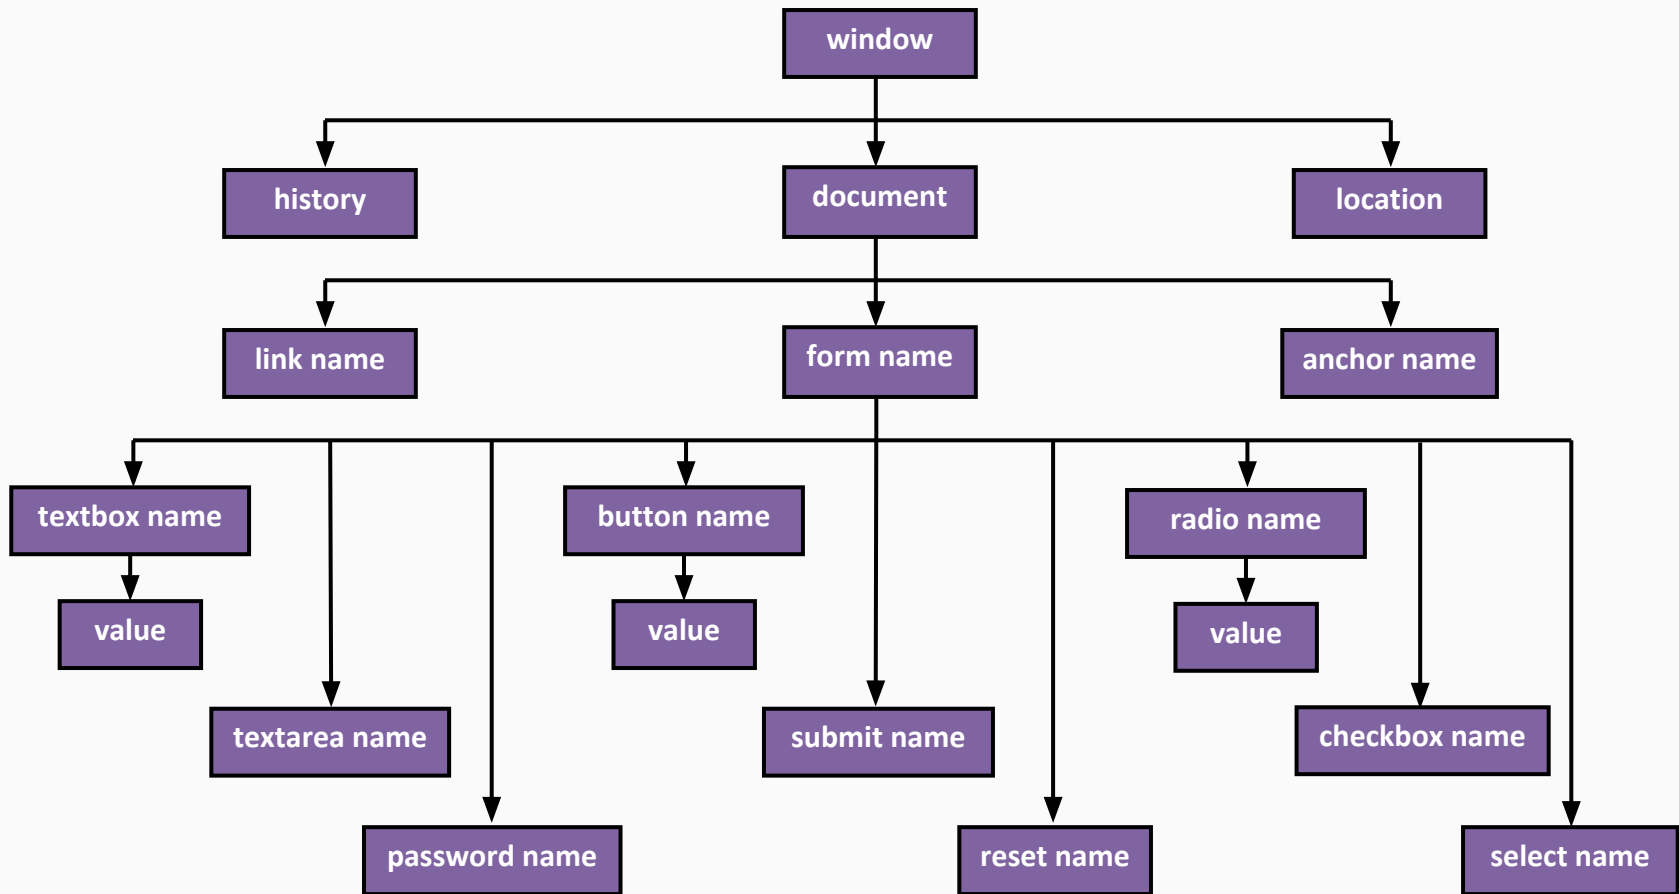 window
history
document
location
link name
form name
anchor name
textbox name
button name
radio name
value
value
value
textarea name
submit name
checkbox name
password name
reset name
select name